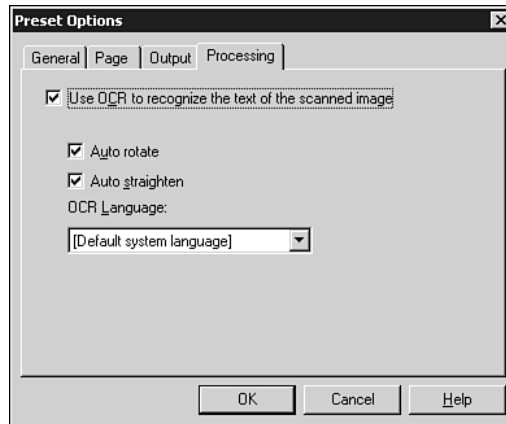 Preset Options
General Page Output Processing
Use OCR to recognize the text of the scanned image
Auto rotate
Auto straighten
OCR Language:
[Default system language]
OK Cancel Help